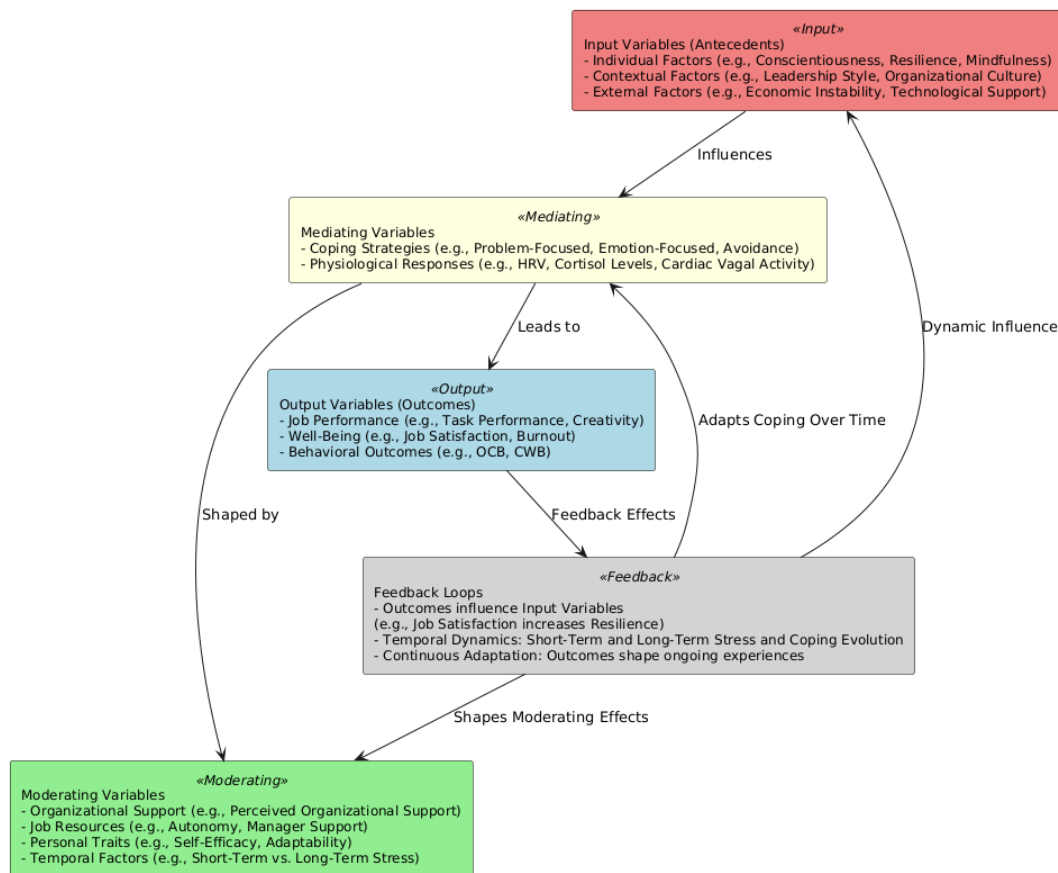 «Input»
Input Variables (Antecedents)
- Individual Factors (e.g., Conscientiousness, Resilience, Mindfulness)
- Contextual Factors (e.g., Leadership Style, Organizational Culture)
- External Factors (e.g., Economic Instability, Technological Support)
Influences
«Mediating»
Mediating Variables
- Coping Strategies (e.g., Problem-Focused, Emotion-Focused, Avoidance)
- Physiological Responses (e.g., HRV, Cortisol Levels, Cardiac Vagal Activity)
Leads to
Dynamic Influence
«Output»
Output Variables (Outcomes)
- Job Performance (e.g., Task Performance, Creativity)
- Well-Being (e.g., Job Satisfaction, Burnout)
- Behavioral Outcomes (e.g., OCB, CWB)
Adapts Coping Over Time
Shaped by
Feedback Effects
«Feedback»
Feedback Loops
- Outcomes influence Input Variables
(e.g., Job Satisfaction increases Resilience)
- Temporal Dynamics: Short-Term and Long-Term Stress and Coping Evolution
- Continuous Adaptation: Outcomes shape ongoing experiences
Shapes Moderating Effects
«Moderating»
Moderating Variables
- Organizational Support (e.g., Perceived Organizational Support)
- Job Resources (e.g., Autonomy, Manager Support)
- Personal Traits (e.g., Self-Efficacy, Adaptability)
- Temporal Factors (e.g., Short-Term vs. Long-Term Stress)